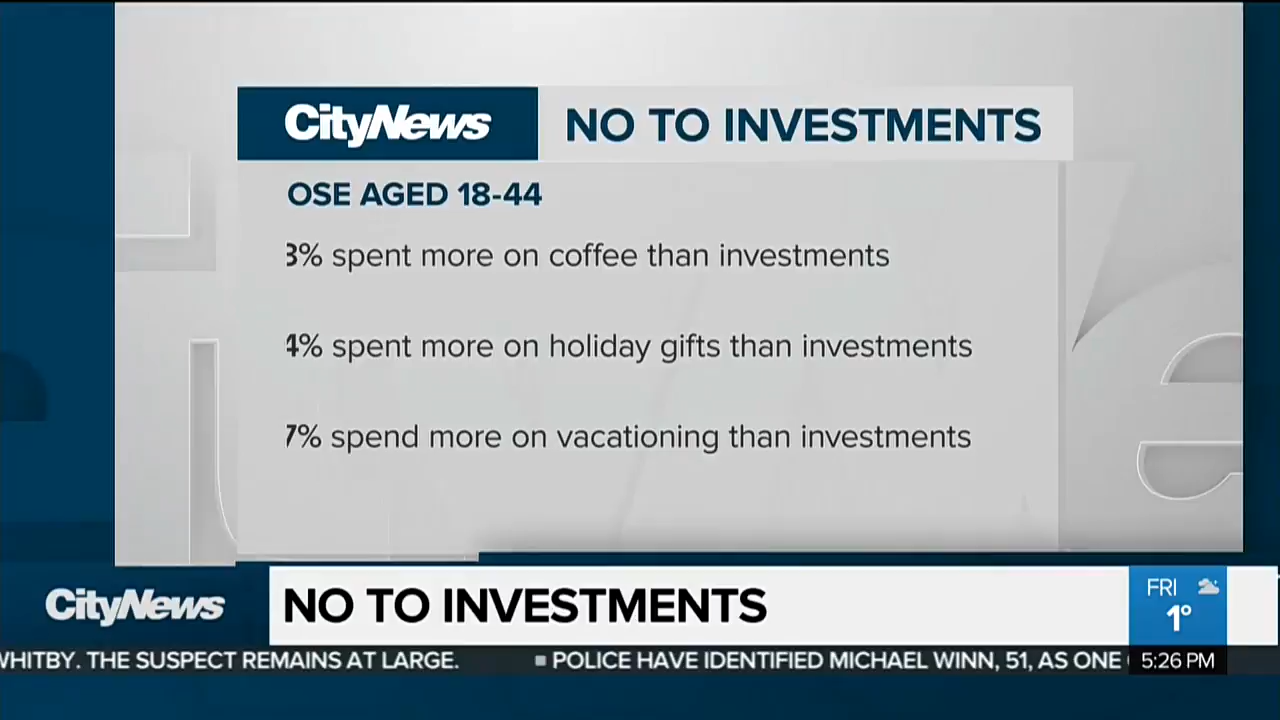 CityNews NO TO INVESTMENTS
OSE AGED 18-44
3% spent more on coffee than investments
4% spent more on holiday gifts than investments
7% spend more on vacationing than investments
CityNews NO TO INVESTMENTS
FRI
1°
WHITBY. THE SUSPECT REMAINS AT LARGE. ▪ POLICE HAVE IDENTIFIED MICHAEL WINN, 51, AS ONE
5:26 PM